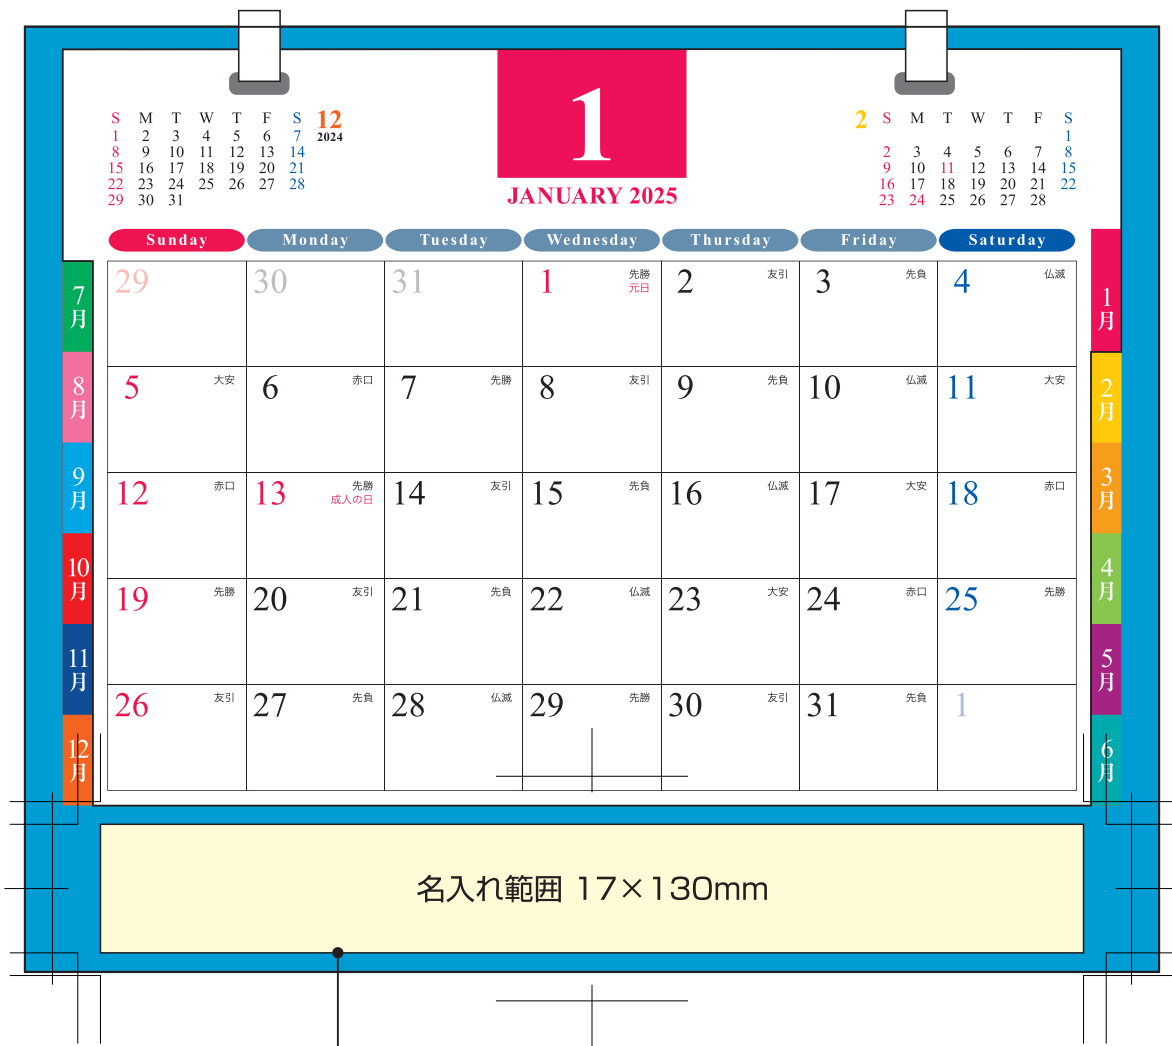 S M T W T F S 12
1 2 3 4 5 6 7 2024
8 9 10 11 12 13 14
15 16 17 18 19 20 21
22 23 24 25 26 27 28
29 30 31
1
JANUARY 2025
2 S M T W T F S
1
2 3 4 5 6 7 8
9 10 11 12 13 14 15
16 17 18 19 20 21 22
23 24 25 26 27 28
Sunday Monday Tuesday Wednesday Thursday Friday Saturday
29 30 31 1 先勝 2 友引 3 先負 4 仏滅
元日
5 大安 6 赤口 7 先勝 8 友引 9 先負 10 仏滅 11 大安
12 赤口 13 先勝 14 友引 15 先負 16 仏滅 17 大安 18 赤口
成人の日
19 先勝 20 友引 21 先負 22 仏滅 23 大安 24 赤口 25 先勝
26 友引 27 先負 28 仏滅 29 先勝 30 友引 31 先負 1
7月
8月
9月
10月
11月
12月
1月
2月
3月
4月
5月
6月
名入れ範囲 17×130mm